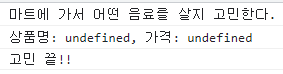 마트에 가서 어떤 음료를 살지 고민한다.
상품명: undefined, 가격: undefined
고민 끝!!